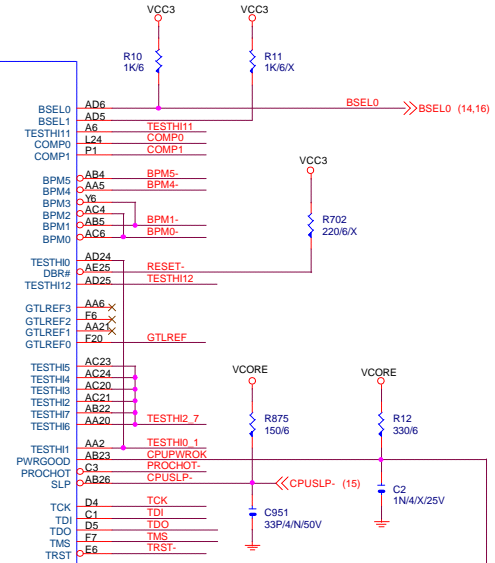 VCC3 VCC3
R10 1K/6 R11 1K/6/X
BSEL0 AD6 BSEL0 BSEL0 (14,16)
BSEL1 AD5
TESTHI11 A6 TESTHI11
COMP0 L24 COMP0
COMP1 P1 COMP1
VCC3
BPM5 AB4 BPM5-
BPM4 AA5 BPM4-
BPM3 Y6
BPM2 AC4
BPM1 AB5 BPM1-
BPM0 AC6 BPM0-
R702
220/6/X
TESTHI0 AD24
DBR# AE25 RESET-
TESTHI12 AD25 TESTHI12
GTLREF3 AA6
GTLREF2 F6
GTLREF1 AA21
GTLREF0 F20 GTLREF
TESTHI5 AC23
TESTHI4 AC24
TESTHI3 AC20
TESTHI2 AC21
TESTHI7 AB22
TESTHI6 AA20 TESTHI2_7
VCORE VCORE
R875 150/6 R12 330/6
TESTHI1 AA2 TESTHI0_1
PWRGOOD AB23 CPUPWROK
PROCHOT C3 PROCHOT-
SLP AB26 CPUSLP- CPUSLP- (15)
C2
1N/4/X/25V
C951
33P/4/N/50V
TCK D4 TCK
TDI C1 TDI
TDO D5 TDO
TMS F7 TMS
TRST E6 TRST-